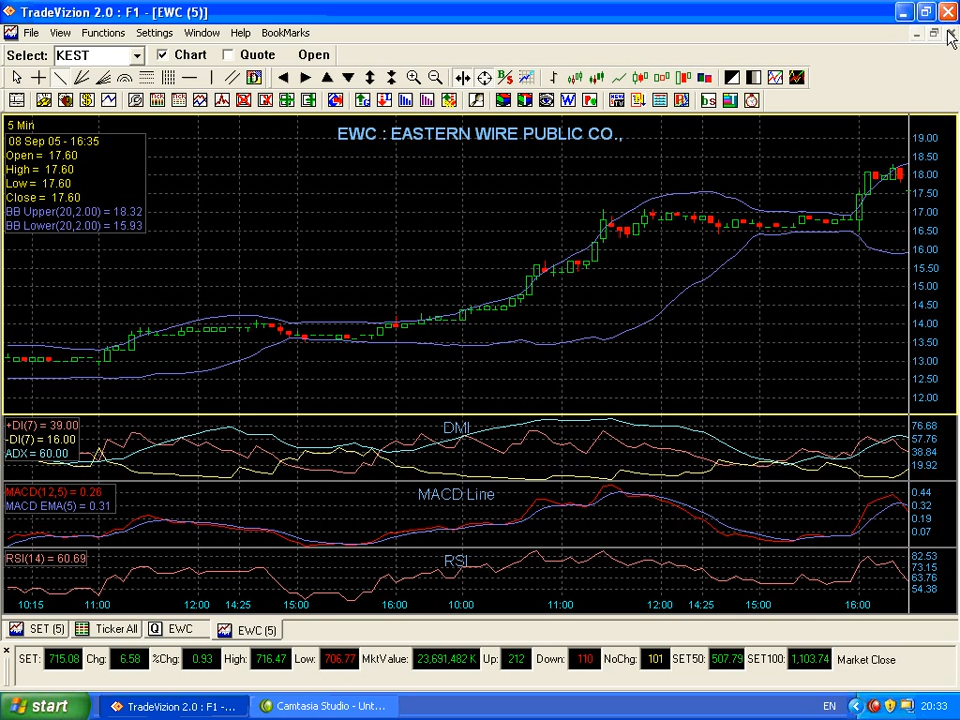 TradeVizion 2.0 : F1 - [EWC (5)]
File View Functions Settings Window Help BookMarks
Select: KEST Chart Quote Open
5 Min
08 Sep 05 - 16:35
Open = 17.60
High = 17.60
Low = 17.60
Close = 17.60
BB Upper(20,2.00) = 18.32
BB Lower(20,2.00) = 15.93
EWC : EASTERN WIRE PUBLIC CO.,
19.00
18.50
18.00
17.50
17.00
16.50
16.00
15.50
15.00
14.50
14.00
13.50
13.00
12.50
12.00
+DI(7) = 39.00
-DI(7) = 16.00
ADX = 60.00
DMI
76.68
57.76
38.84
19.92
MACD(12,5) = 0.26
MACD EMA(5) = 0.31
MACD Line
0.44
0.32
0.19
0.07
RSI(14) = 60.69
RSI
82.53
73.15
63.76
54.38
10:15 11:00 12:00 14:25 15:00 16:00 10:00 11:00 12:00 14:25 15:00 16:00
SET (5) Ticker All Q EWC EWC (5)
SET: 715.08 Chg: 6.58 %Chg: 0.93 High: 716.47 Low: 706.77 MktValue: 23,691,482 K Up: 212 Down: 110 NoChg: 101 SET50: 507.79 SET100: 1,103.74 Market Close
start TradeVizion 2.0 : F1 -... Camtasia Studio - Unt... EN 20:33